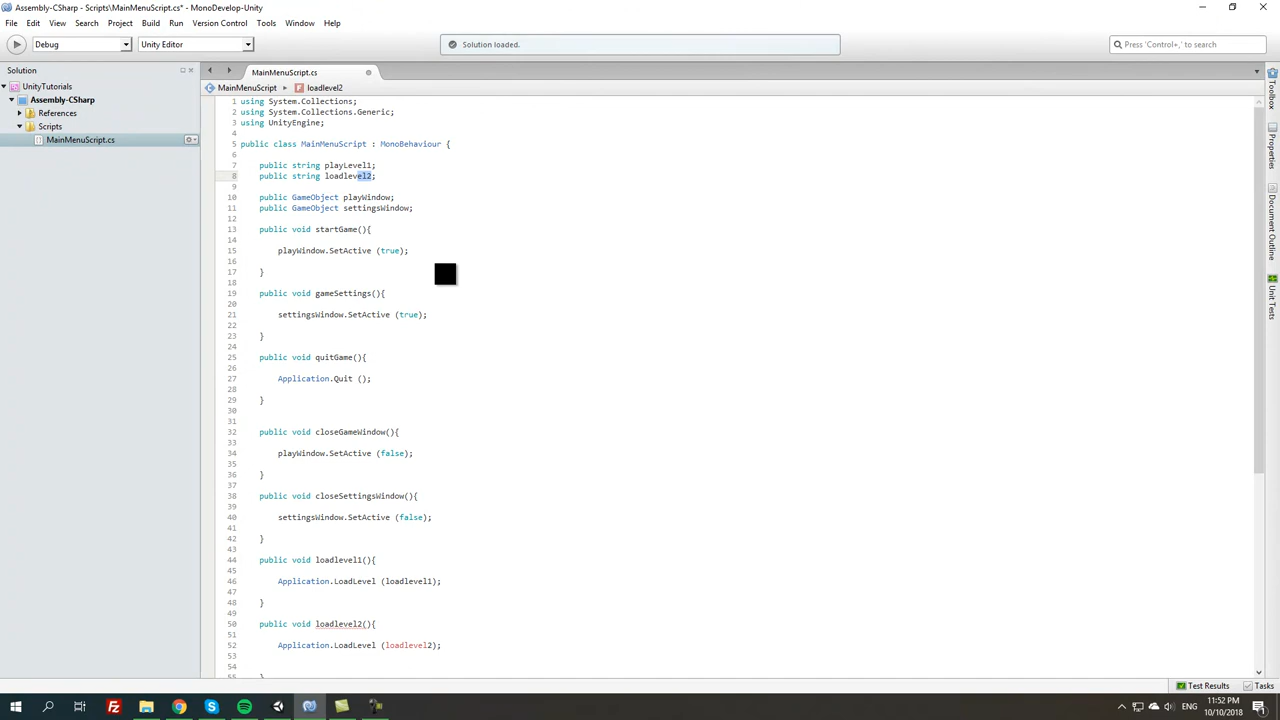 Assembly-CSharp - Scripts\MainMenuScript.cs* - MonoDevelop-Unity
File Edit View Search Project Build Run Version Control Tools Window Help
Debug Unity Editor Solution loaded. Press 'Control+,' to search
Solution
MainMenuScript.cs
UnityTutorials
MainMenuScript loadlevel2
Assembly-CSharp
References
Scripts
MainMenuScript.cs
1 using System.Collections;
2 using System.Collections.Generic;
3 using UnityEngine;
4
5 public class MainMenuScript : MonoBehaviour {
6
7 public string playLevel1;
8 public string loadlevel2;
9
10 public GameObject playWindow;
11 public GameObject settingsWindow;
12
13 public void startGame(){
14
15 playWindow.SetActive (true);
16
17 }
18
19 public void gameSettings(){
20
21 settingsWindow.SetActive (true);
22
23 }
24
25 public void quitGame(){
26
27 Application.Quit ();
28
29 }
30
31
32 public void closeGameWindow(){
33
34 playWindow.SetActive (false);
35
36 }
37
38 public void closeSettingsWindow(){
39
40 settingsWindow.SetActive (false);
41
42 }
43
44 public void loadlevel1(){
45
46 Application.LoadLevel (loadlevel1);
47
48 }
49
50 public void loadlevel2(){
51
52 Application.LoadLevel (loadlevel2);
53
54
55 }
Toolbox
Properties
Document Outline
Unit Tests
Test Results Tasks
ENG
11:52 PM
10/10/2018